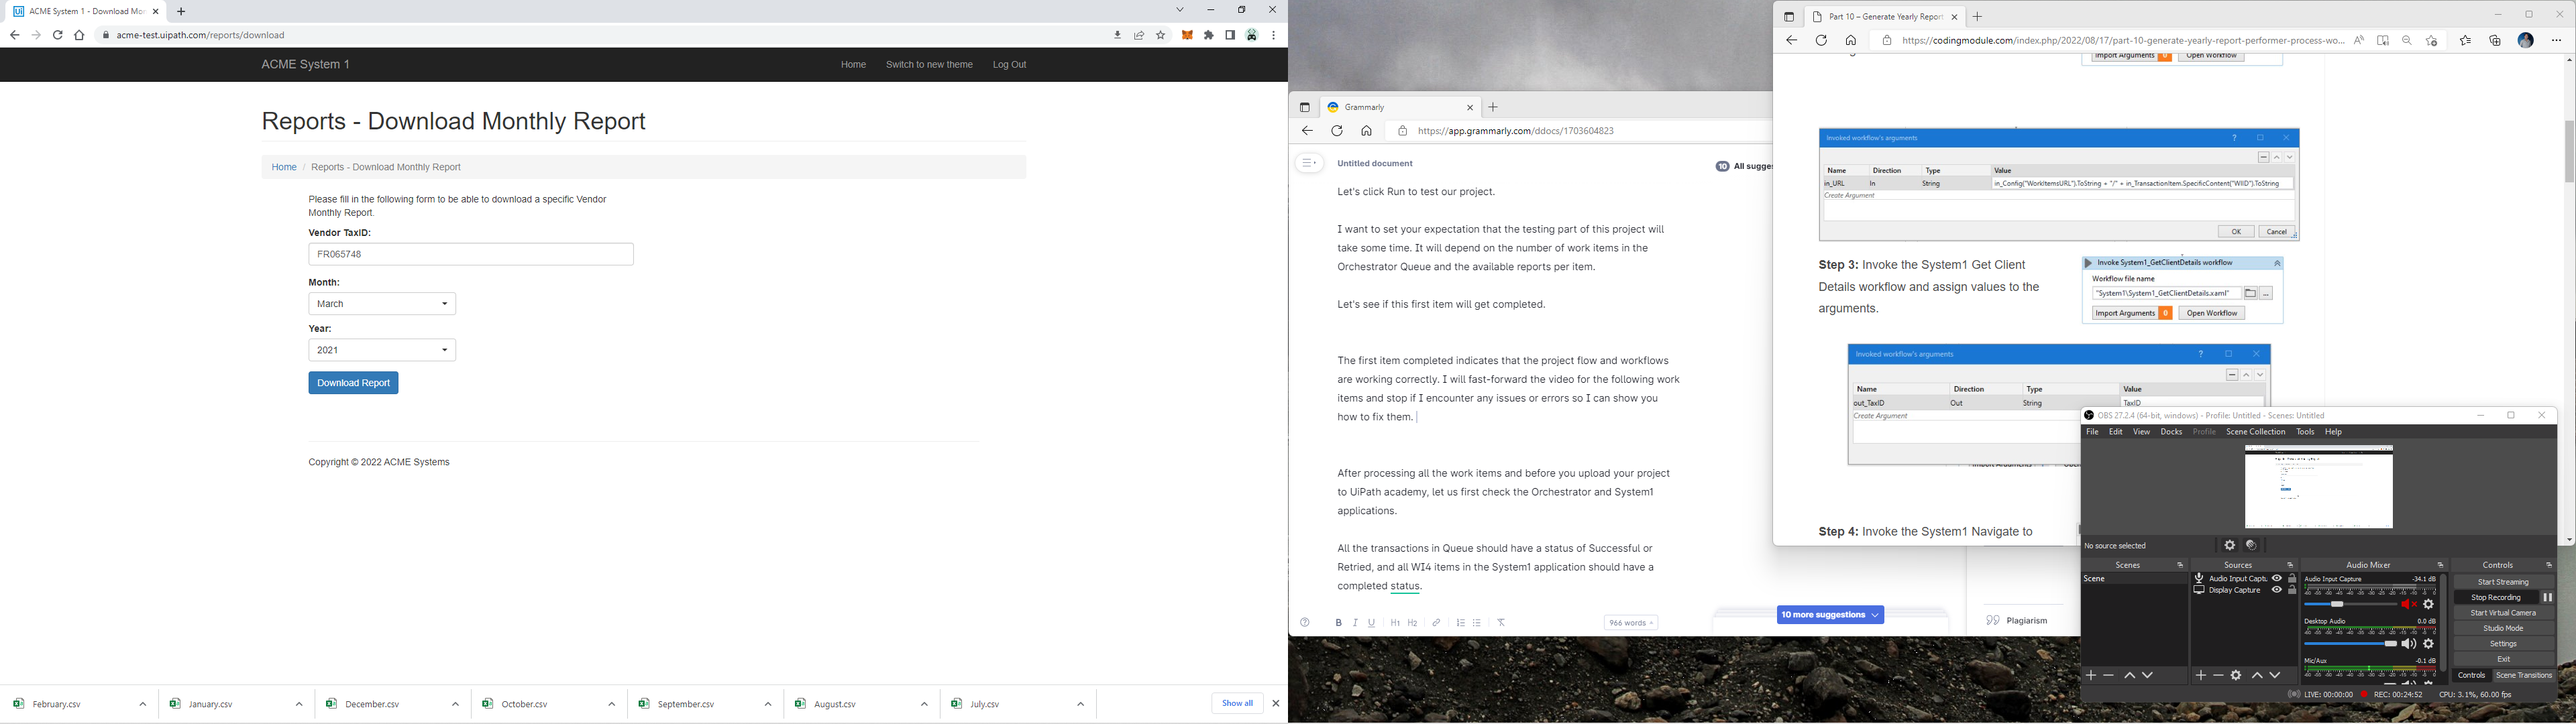 ACME System 1 - Download Mon
acme-test.uipath.com/reports/download
ACME System 1
Home
Switch to new theme
Log Out
Reports - Download Monthly Report
Home / Reports - Download Monthly Report
Please fill in the following form to be able to download a specific Vendor
Monthly Report.
Vendor TaxID:
FR065748
Month:
March
Year:
2021
Download Report
Copyright © 2022 ACME Systems
February.csv
January.csv
December.csv
October.csv
September.csv
August.csv
July.csv
Show all
Grammarly
https://app.grammarly.com/ddocs/1703604823
Untitled document
10 All sugges
Let's click Run to test our project.
I want to set your expectation that the testing part of this project will
take some time. It will depend on the number of work items in the
Orchestrator Queue and the available reports per item.
Let's see if this first item will get completed.
The first item completed indicates that the project flow and workflows
are working correctly. I will fast-forward the video for the following work
items and stop if I encounter any issues or errors so I can show you
how to fix them.
After processing all the work items and before you upload your project
to UiPath academy, let us first check the Orchestrator and System1
applications.
All the transactions in Queue should have a status of Successful or
Retried, and all WI4 items in the System1 application should have a
completed status.
B I U H1 H2
966 words
10 more suggestions
Plagiarism
Part 10 – Generate Yearly Report
https://codingmodule.com/index.php/2022/08/17/part-10-generate-yearly-report-performer-process-wo...
Import Arguments 0 Open Workflow
Invoked workflow's arguments
Name Direction Type Value
in_URL In String in_Config("WorkItemsURL").ToString + "/" + in_TransactionItem.SpecificContent("WIID").ToString
Create Argument
OK Cancel
Step 3: Invoke the System1 Get Client
Details workflow and assign values to the
arguments.
Invoke System1_GetClientDetails workflow
Workflow file name
"System1\System1_GetClientDetails.xaml"
Import Arguments 0 Open Workflow
Invoked workflow's arguments
Name Direction Type Value
out_TaxID Out String TaxID
Create Argument
Step 4: Invoke the System1 Navigate to
OBS 27.2.4 (64-bit, windows) - Profile: Untitled - Scenes: Untitled
File Edit View Docks Profile Scene Collection Tools Help
No source selected
Scenes
Scene
Sources
Audio Input Captu
Display Capture
Audio Mixer
Audio Input Capture -34.1 dB
Desktop Audio 0.0 dB
Mic/Aux -0.1 dB
Controls
Start Streaming
Stop Recording
Start Virtual Camera
Studio Mode
Settings
Exit
Controls Scene Transitions
LIVE: 00:00:00 REC: 00:24:52 CPU: 3.1%, 60.00 fps